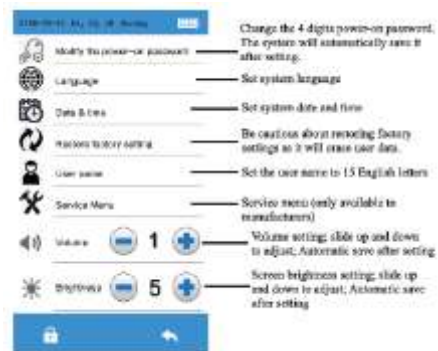 Modify the power-on password
Change the 4 digits power-on password.
The system will automatically save it
after setting.
Language
Set system language
Date & time
Set system date and time
Restore factory setting
Be cautious about restoring factory
settings as it will erase user data.
User name
Set the user name to 15 English letters
Service Menu
Service menu (only available to
manufacturers)
Volume
1
Volume setting; slide up and down
to adjust; Automatic save after setting
Brightness
5
Screen brightness setting; slide up
and down to adjust; Automatic save
after setting